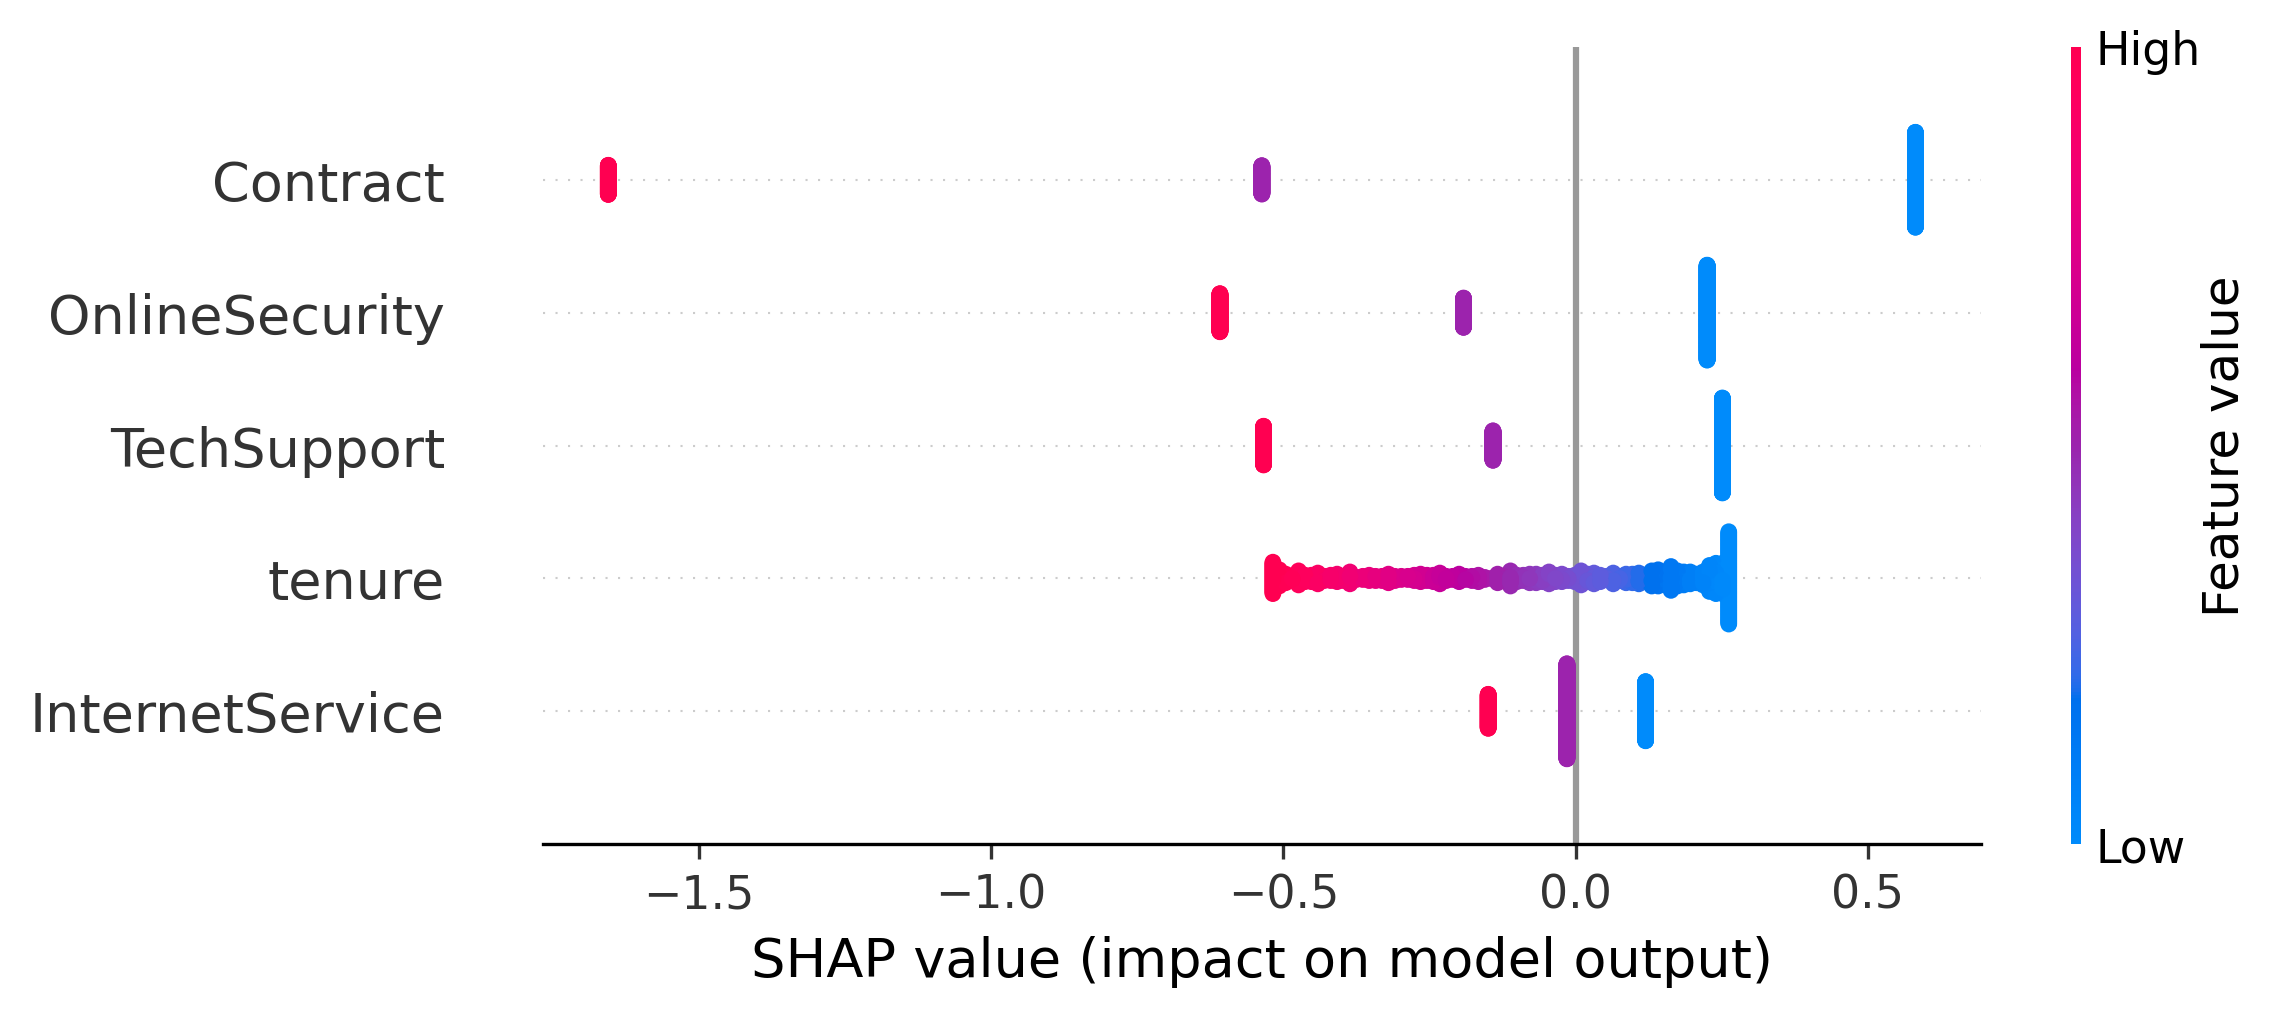 High
Contract
OnlineSecurity
TechSupport
tenure
InternetService
Feature value
Low
−1.5 −1.0 −0.5 0.0 0.5
SHAP value (impact on model output)